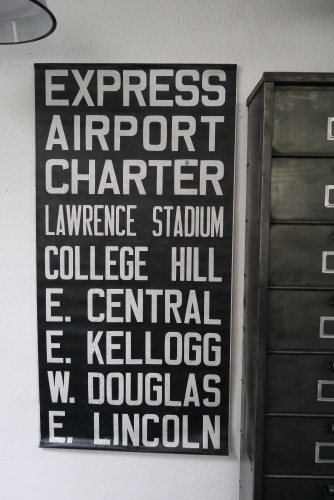 EXPRESS
AIRPORT
CHARTER
LAWRENCE STADIUM
COLLEGE HILL
E. CENTRAL
E. KELLOGG
W. DOUGLAS
E. LINCOLN